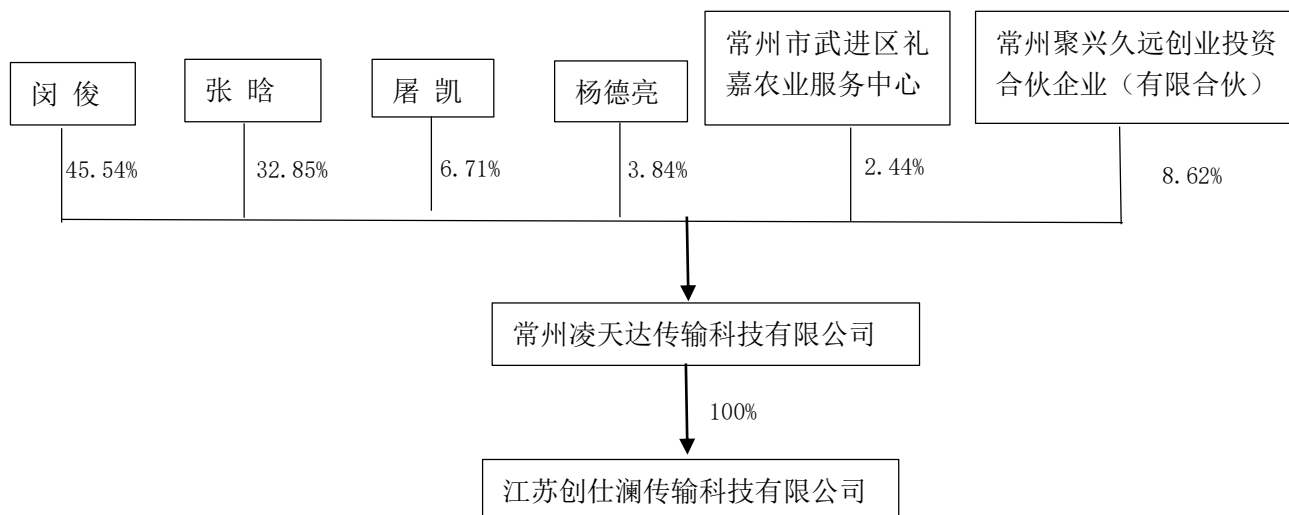 闵 俊
张 晗
屠 凯
杨德亮
常州市武进区礼
嘉农业服务中心
常州聚兴久远创业投资
合伙企业（有限合伙）
45.54%
32.85%
6.71%
3.84%
2.44%
8.62%
常州凌天达传输科技有限公司
100%
江苏创仕澜传输科技有限公司